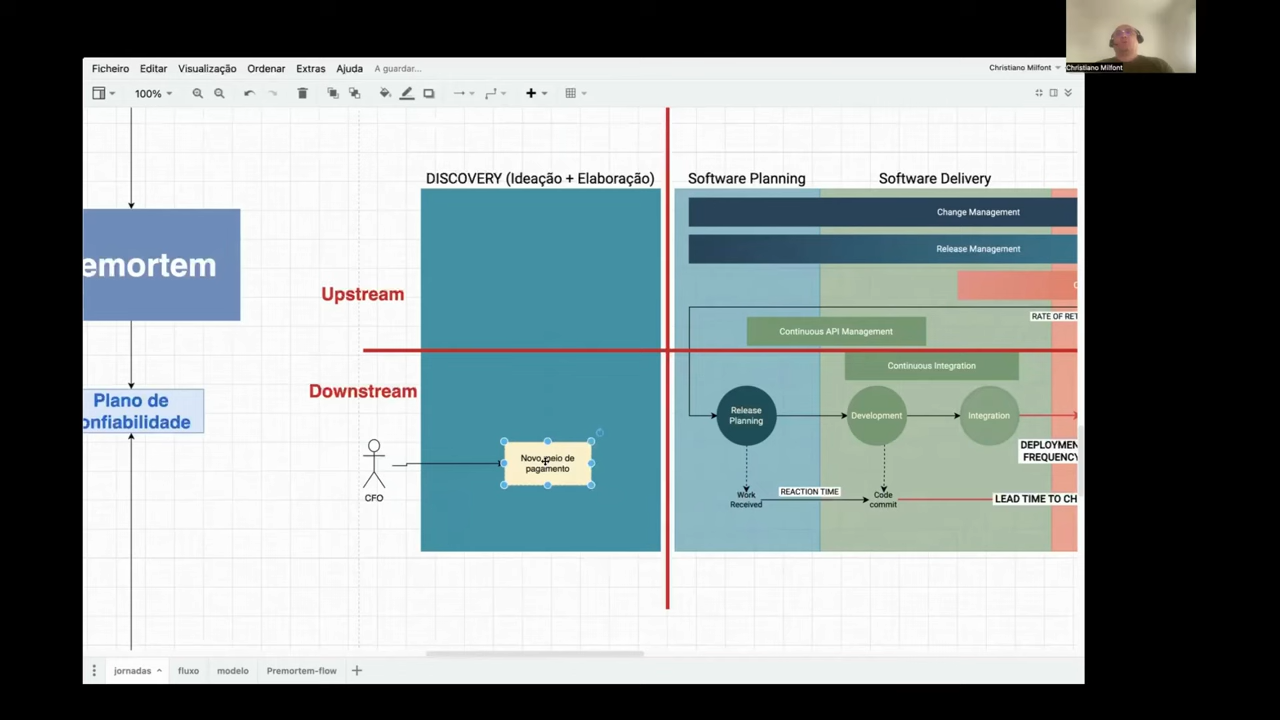 Christiano Milfont
Ficheiro Editar Visualização Ordenar Extras Ajuda A guardar...
Christiano Milfont
100%
DISCOVERY (Ideação + Elaboração)
Software Planning
Software Delivery
Change Management
Release Management
emortem
Upstream
RATE OF RET
Continuous API Management
Continuous Integration
Downstream
Plano de
onfiabilidade
Release
Planning
Development
Integration
DEPLOYMEN
FREQUENCY
CFO
Novo meio de
pagamento
Work
Received
REACTION TIME
Code
commit
LEAD TIME TO CH
jornadas fluxo modelo Premortem-flow